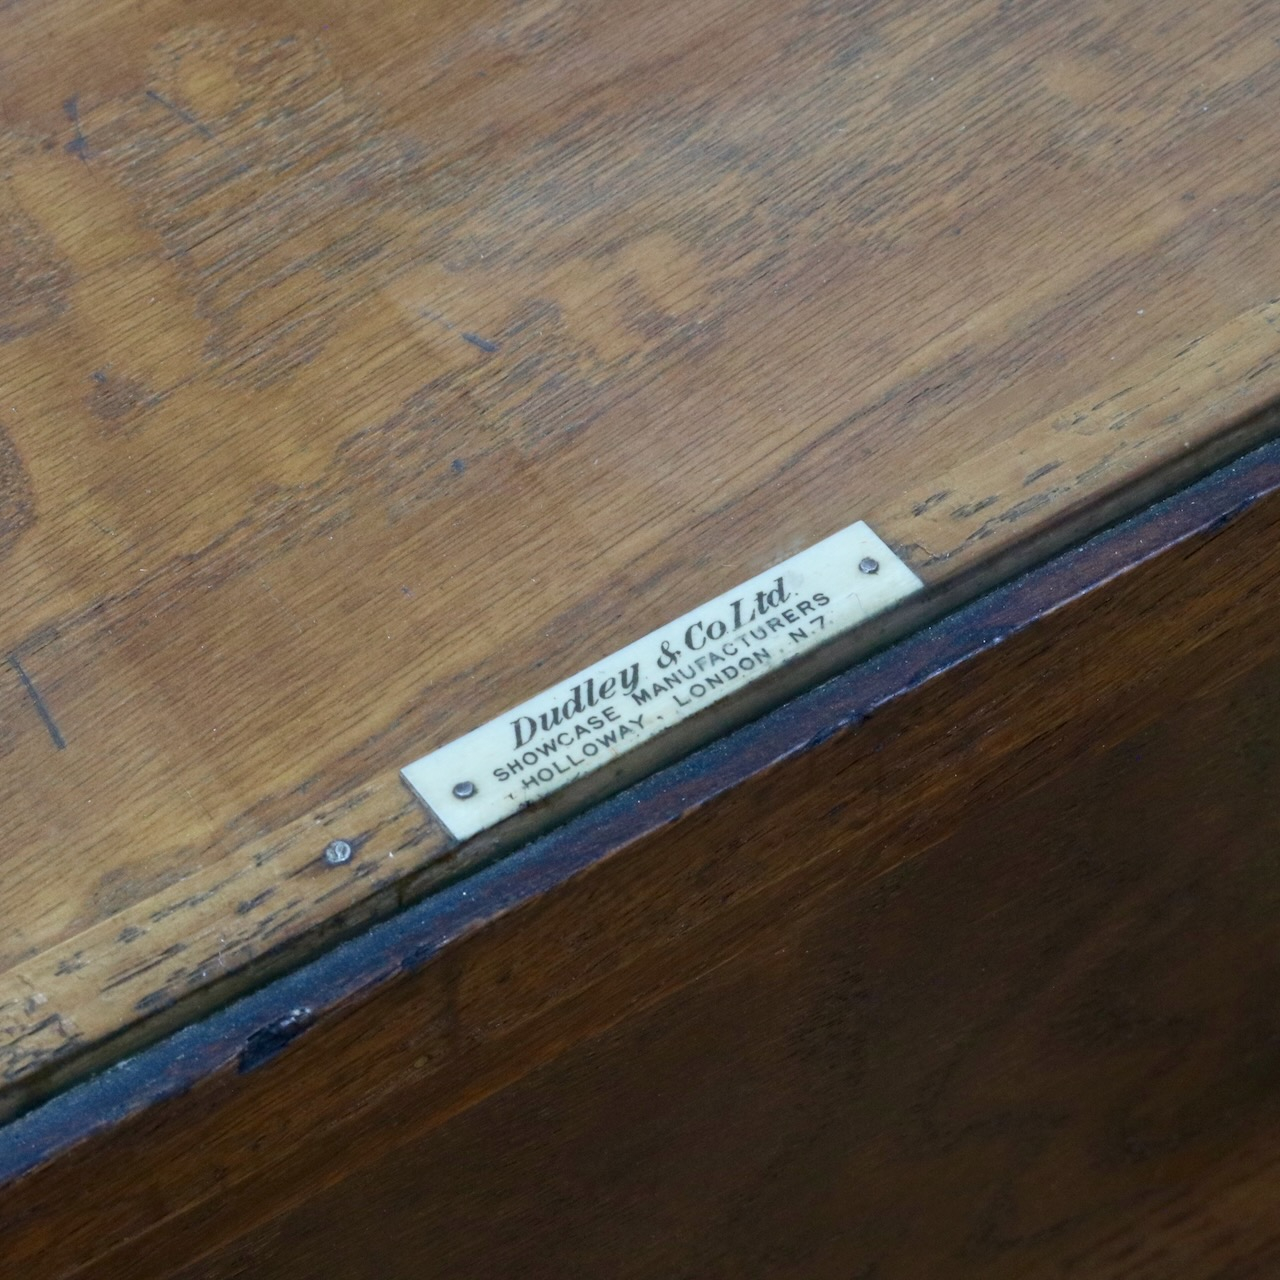 Dudley & Co Ltd.
SHOWCASE MANUFACTURERS
HOLLOWAY. LONDON. N.7.